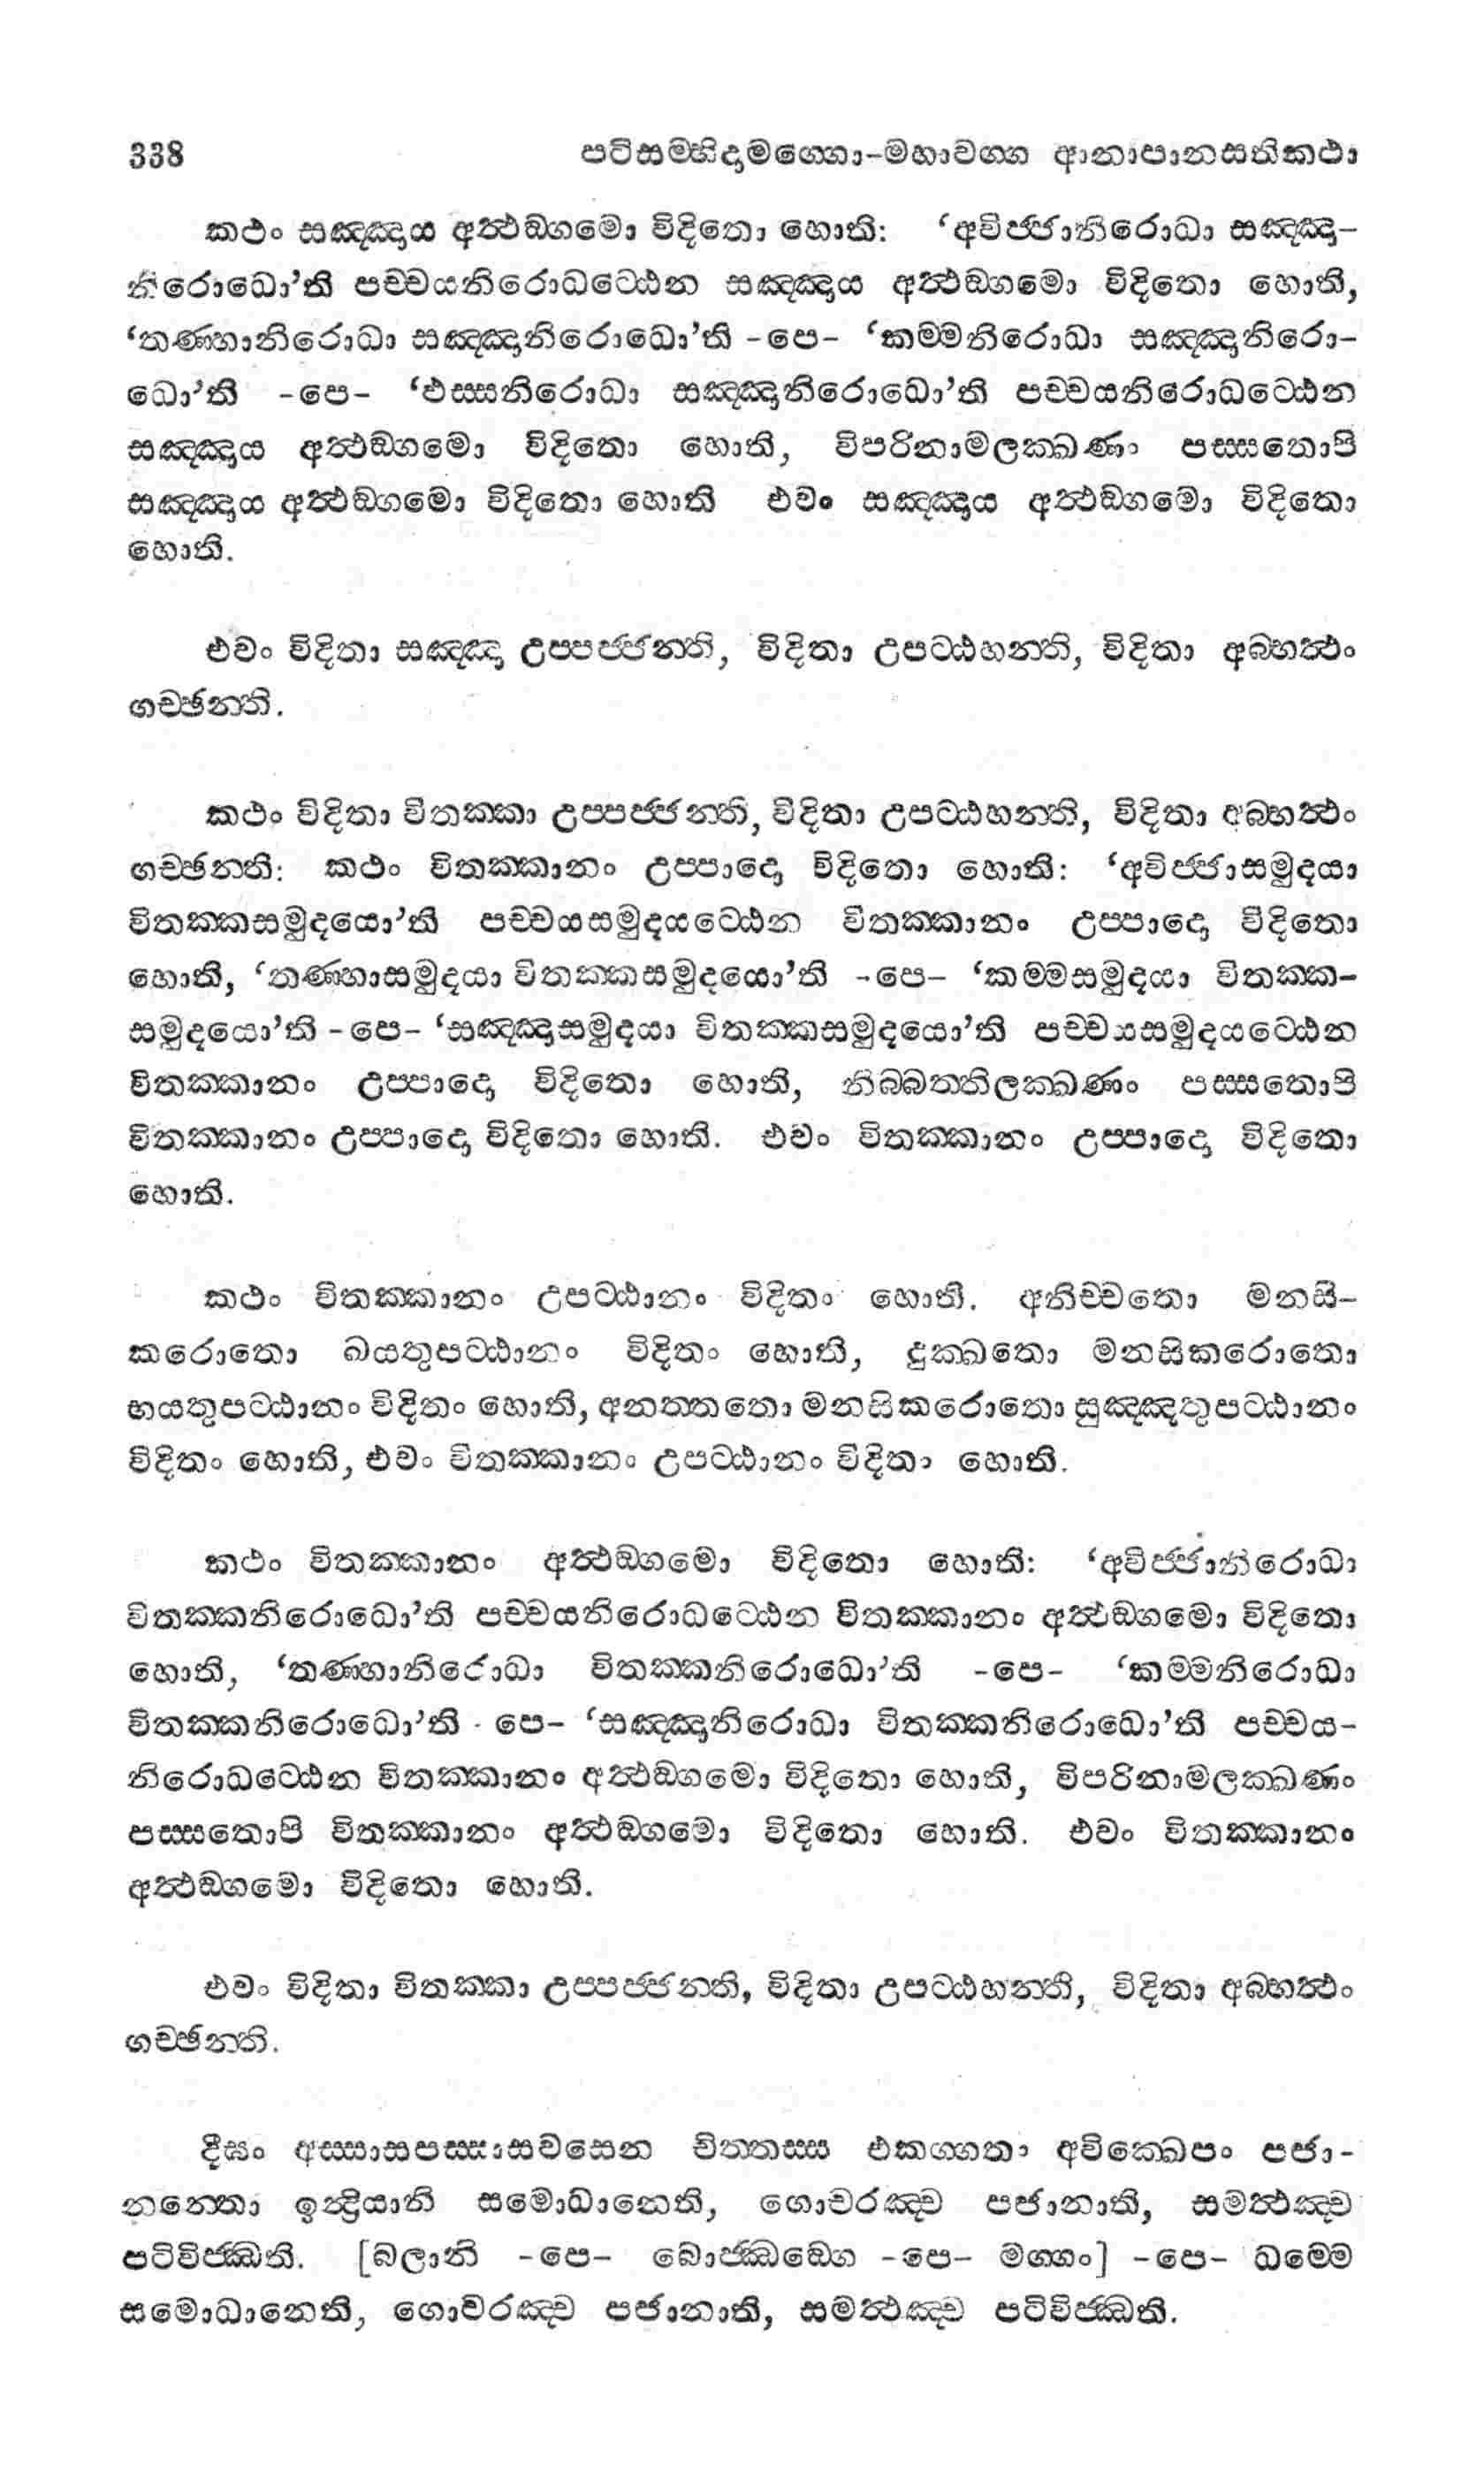 338 පටිසම්භිදාමග්ගො-මහාවග්ග ආනාපානසතිකථා
කථං සඤ්ඤාය අත්ථඞ්ගමො විදිතො හොති: ‘අවිජ්ජානිරොධා සඤ්ඤා-
නිරොධො’ති පච්චයනිරොධට්ඨෙන සඤ්ඤාය අත්ථඞ්ගමො විදිතො හොති,
‘තණ්හානිරොධා සඤ්ඤානිරොධො’ති -පෙ- ‘කම්මනිරොධා සඤ්ඤානිරො-
ධො’ති -පෙ- ‘ඵස්සනිරොධා සඤ්ඤානිරොධො’ති පච්චයනිරොධට්ඨෙන
සඤ්ඤාය අත්ථඞ්ගමො විදිතො හොති, විපරිනාමලක්ඛණං පස්සතොපි
සඤ්ඤාය අත්ථඞ්ගමො විදිතො හොති එවං සඤ්ඤාය අත්ථඞ්ගමො විදිතො
හොති.
එවං විදිතා සඤ්ඤා උප්පජ්ජන්ති, විදිතා උපට්ඨහන්ති, විදිතා අබ්භත්ථං
ගච්ඡන්ති.
කථං විදිතා විතක්කා උප්පජ්ජන්ති, විදිතා උපට්ඨහන්ති, විදිතා අබ්භත්ථං
ගච්ඡන්ති: කථං විතක්කානං උප්පාදො විදිතො හොති: ‘අවිජ්ජාසමුදයා
විතක්කසමුදයො’ති පච්චයසමුදයට්ඨෙන විතක්කානං උප්පාදො විදිතො
හොති, ‘තණ්හාසමුදයා විතක්කසමුදයො’ති -පෙ- ‘කම්මසමුදයා විතක්ක-
සමුදයො’ති -පෙ- ‘සඤ්ඤාසමුදයා විතක්කසමුදයො’ති පච්චයසමුදයට්ඨෙන
විතක්කානං උප්පාදො විදිතො හොති, නිබ්බත්තිලක්ඛණං පස්සතොපි
විතක්කානං උප්පාදො විදිතො හොති. එවං විතක්කානං උප්පාදො විදිතො
හොති.
කථං විතක්කානං උපට්ඨානං විදිතං හොති. අනිච්චතො මනසි-
කරොතො ඛයතුපට්ඨානං විදිතං හොති, දුක්ඛතො මනසිකරොතො
භයතුපට්ඨානං විදිතං හොති, අනත්තතො මනසිකරොතො සුඤ්ඤතුපට්ඨානං
විදිතං හොති, එවං විතක්කානං උපට්ඨානං විදිතං හොති.
කථං විතක්කානං අත්ථඞ්ගමො විදිතො හොති: ‘අවිජ්ජානිරොධා
විතක්කනිරොධො’ති පච්චයනිරොධට්ඨෙන විතක්කානං අත්ථඞ්ගමො විදිතො
හොති, ‘තණ්හානිරොධා විතක්කනිරොධො’ති -පෙ- ‘කම්මනිරොධා
විතක්කනිරොධො’ති - පෙ- ‘සඤ්ඤානිරොධා විතක්කනිරොධො’ති පච්චය-
නිරොධට්ඨෙන විතක්කානං අත්ථඞ්ගමො විදිතො හොති, විපරිනාමලක්ඛණං
පස්සතොපි විතක්කානං අත්ථඞ්ගමො විදිතො හොති. එවං විතක්කානං
අත්ථඞ්ගමො විදිතො හොති.
එවං විදිතා විතක්කා උප්පජ්ජන්ති, විදිතා උපට්ඨහන්ති, විදිතා අබ්භත්ථං
ගච්ඡන්ති.
දීඝං අස්සාසපස්සාසවසෙන චිත්තස්ස එකග්ගතා අවික්ඛෙපං පජා-
නන්තො ඉන්ද්‍රියානි සමොධානෙති, ගොචරඤ්ච පජානාති, සමත්ථඤ්ච
පටිවිජ්ඣති. [බලානි -පෙ- බොජ්ඣඞ්ගෙ -පෙ- මග්ගං] -පෙ- ධම්මෙ
සමොධානෙති, ගොචරඤ්ච පජානාති, සමත්ථඤ්ච පටිවිජ්ඣති.